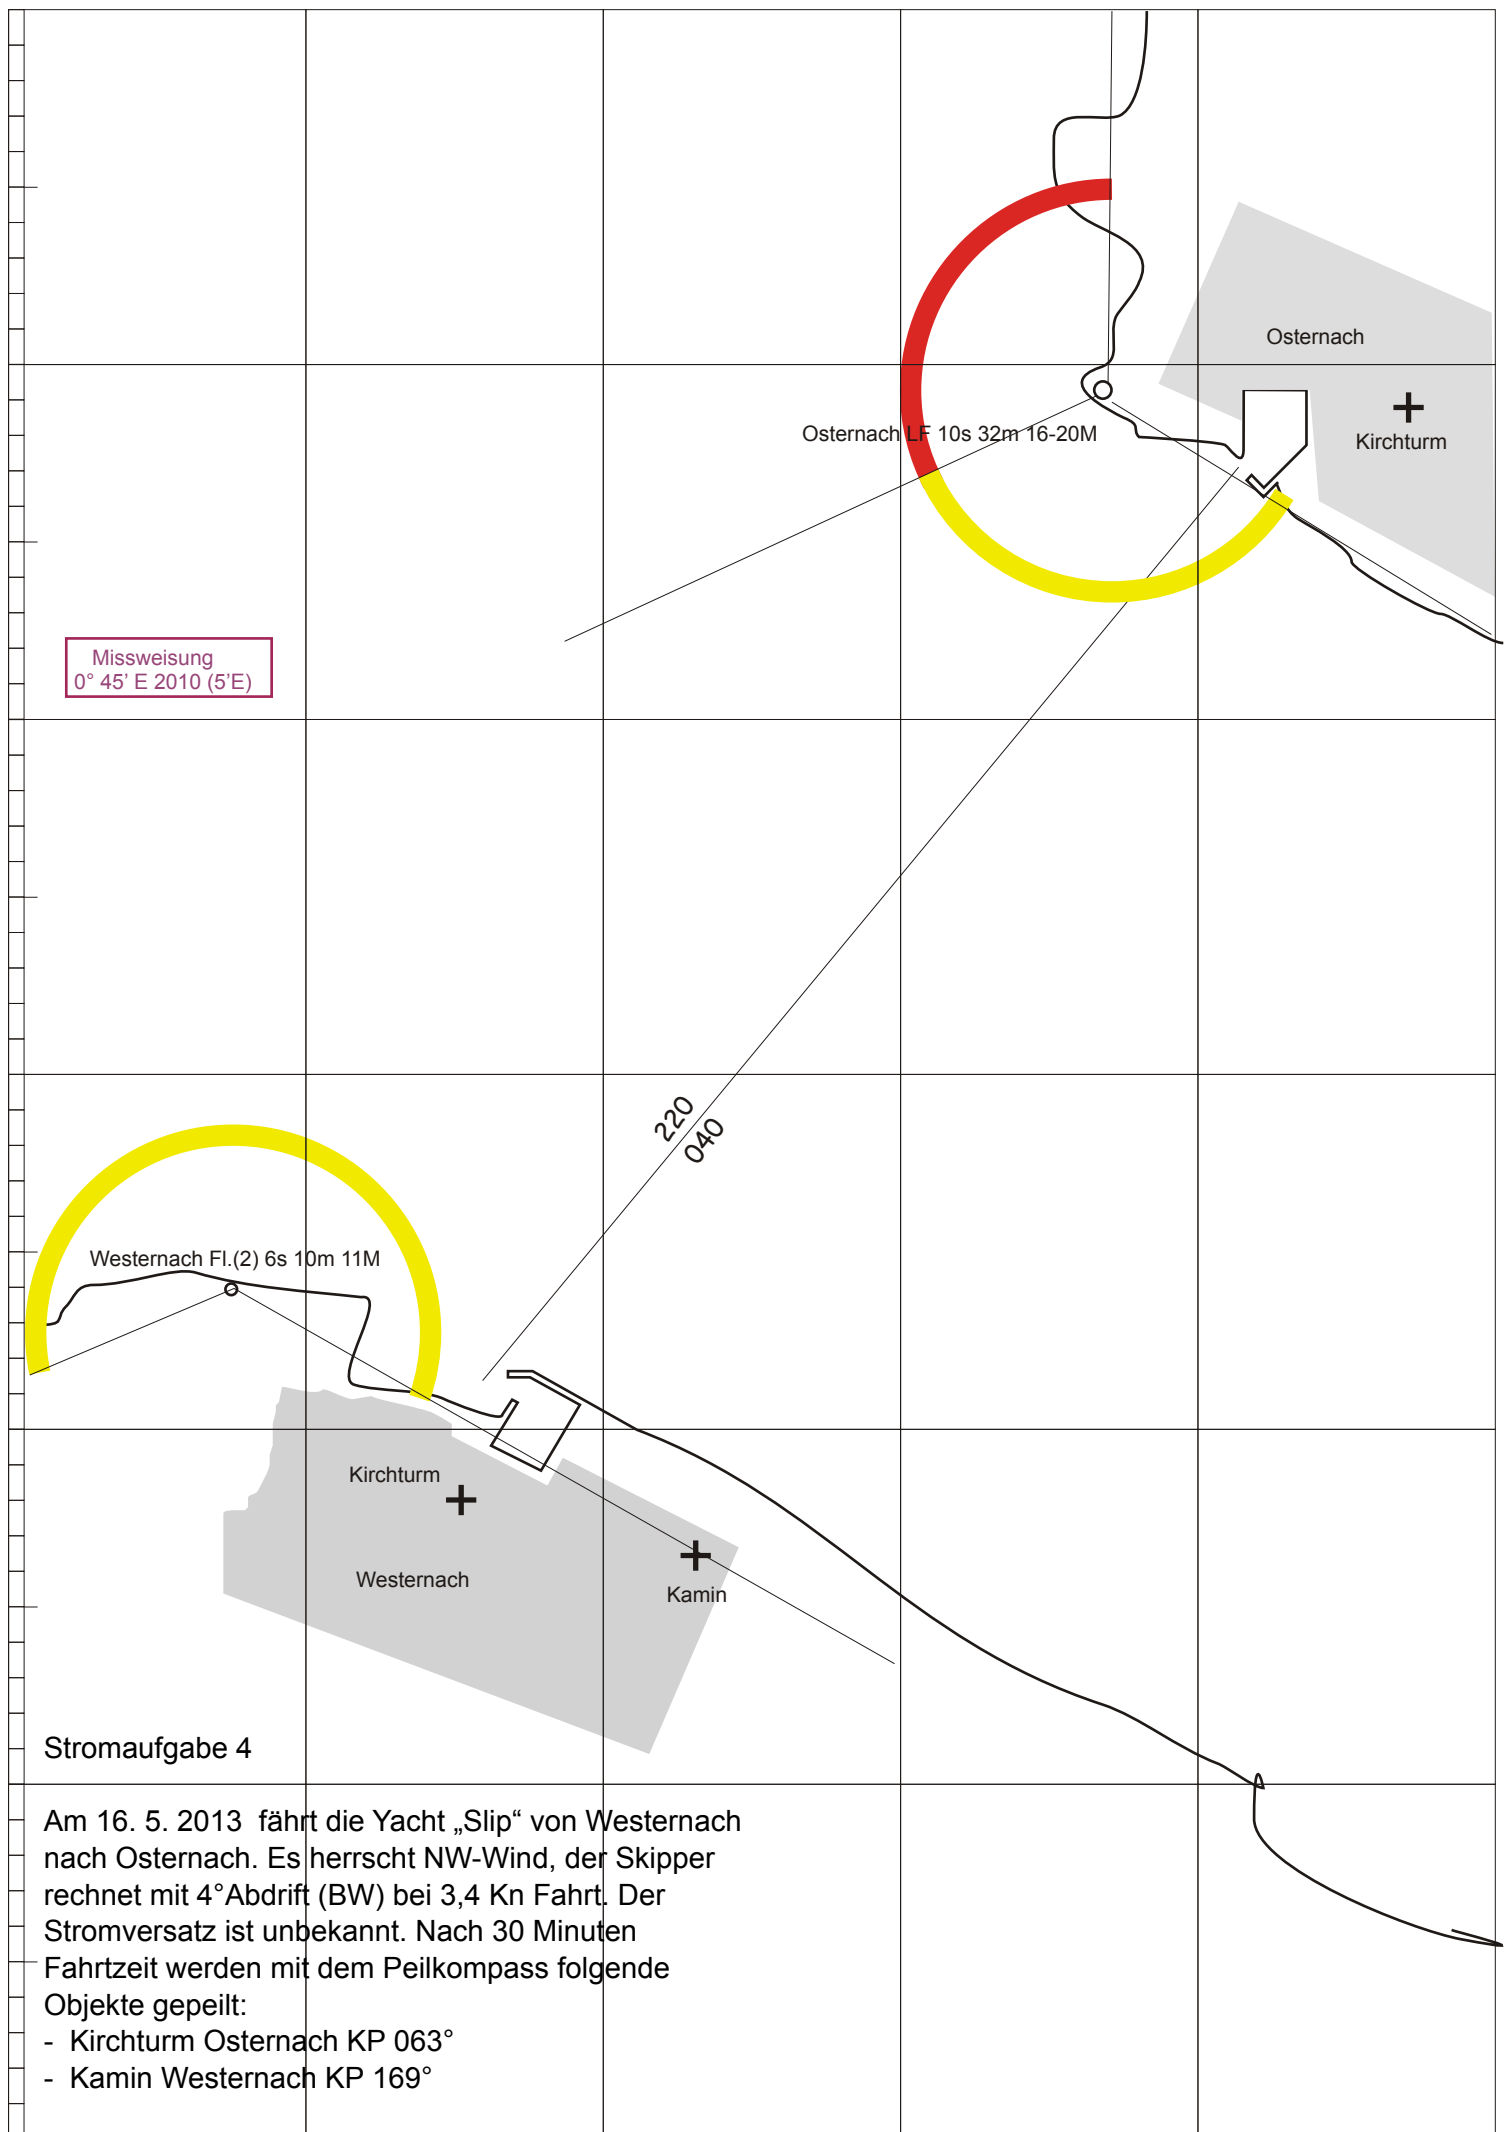 Osternach
Kirchturm
Osternach LF 10s 32m 16-20M
Missweisung
0° 45' E 2010 (5'E)
220
040
Westernach Fl.(2) 6s 10m 11M
Kirchturm
Westernach
Kamin
Stromaufgabe 4
Am 16. 5. 2013 fährt die Yacht „Slip“ von Westernach
nach Osternach. Es herrscht NW-Wind, der Skipper
rechnet mit 4°Abdrift (BW) bei 3,4 Kn Fahrt. Der
Stromversatz ist unbekannt. Nach 30 Minuten
Fahrtzeit werden mit dem Peilkompass folgende
Objekte gepeilt:
- Kirchturm Osternach KP 063°
- Kamin Westernach KP 169°